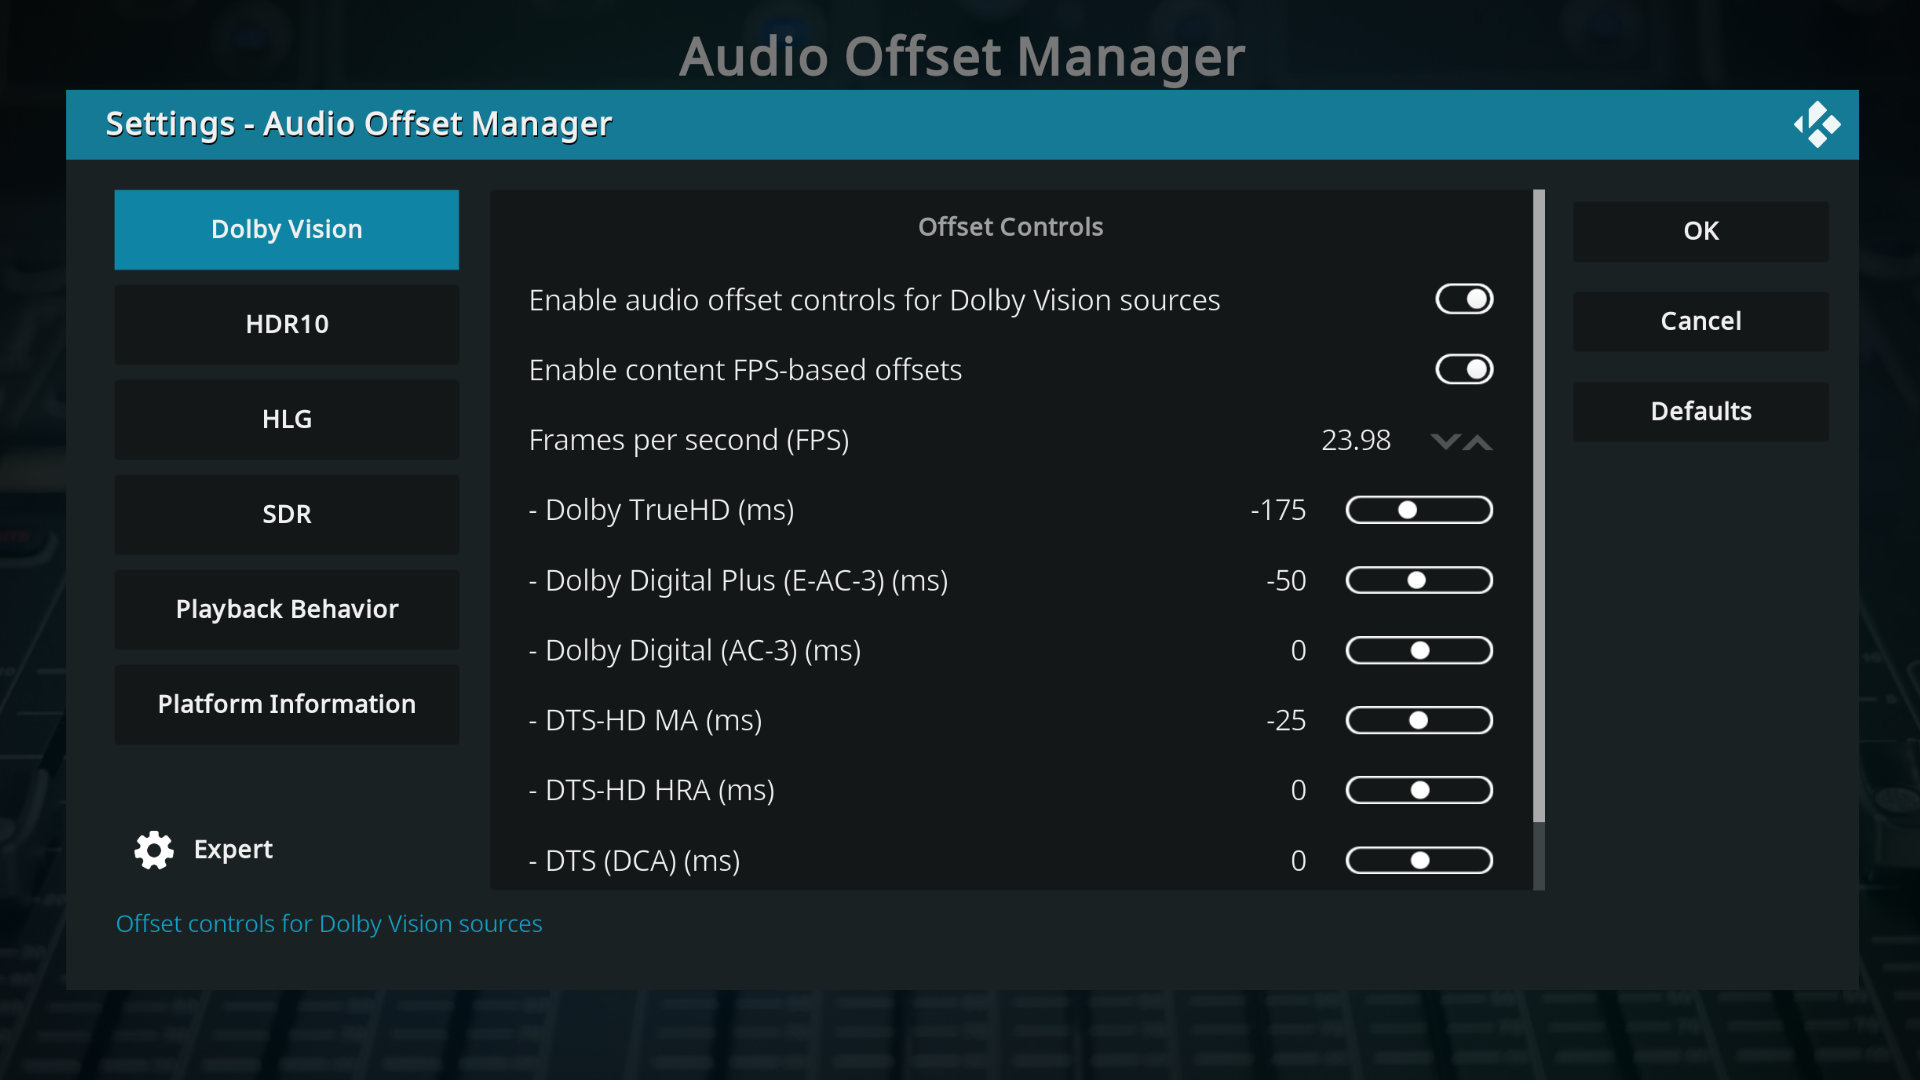 Audio Offset Manager
Settings - Audio Offset Manager
Dolby Vision
HDR10
HLG
SDR
Playback Behavior
Platform Information
Expert
Offset Controls
Enable audio offset controls for Dolby Vision sources
Enable content FPS-based offsets
Frames per second (FPS) 23.98
- Dolby TrueHD (ms) -175
- Dolby Digital Plus (E-AC-3) (ms) -50
- Dolby Digital (AC-3) (ms) 0
- DTS-HD MA (ms) -25
- DTS-HD HRA (ms) 0
- DTS (DCA) (ms) 0
OK
Cancel
Defaults
Offset controls for Dolby Vision sources